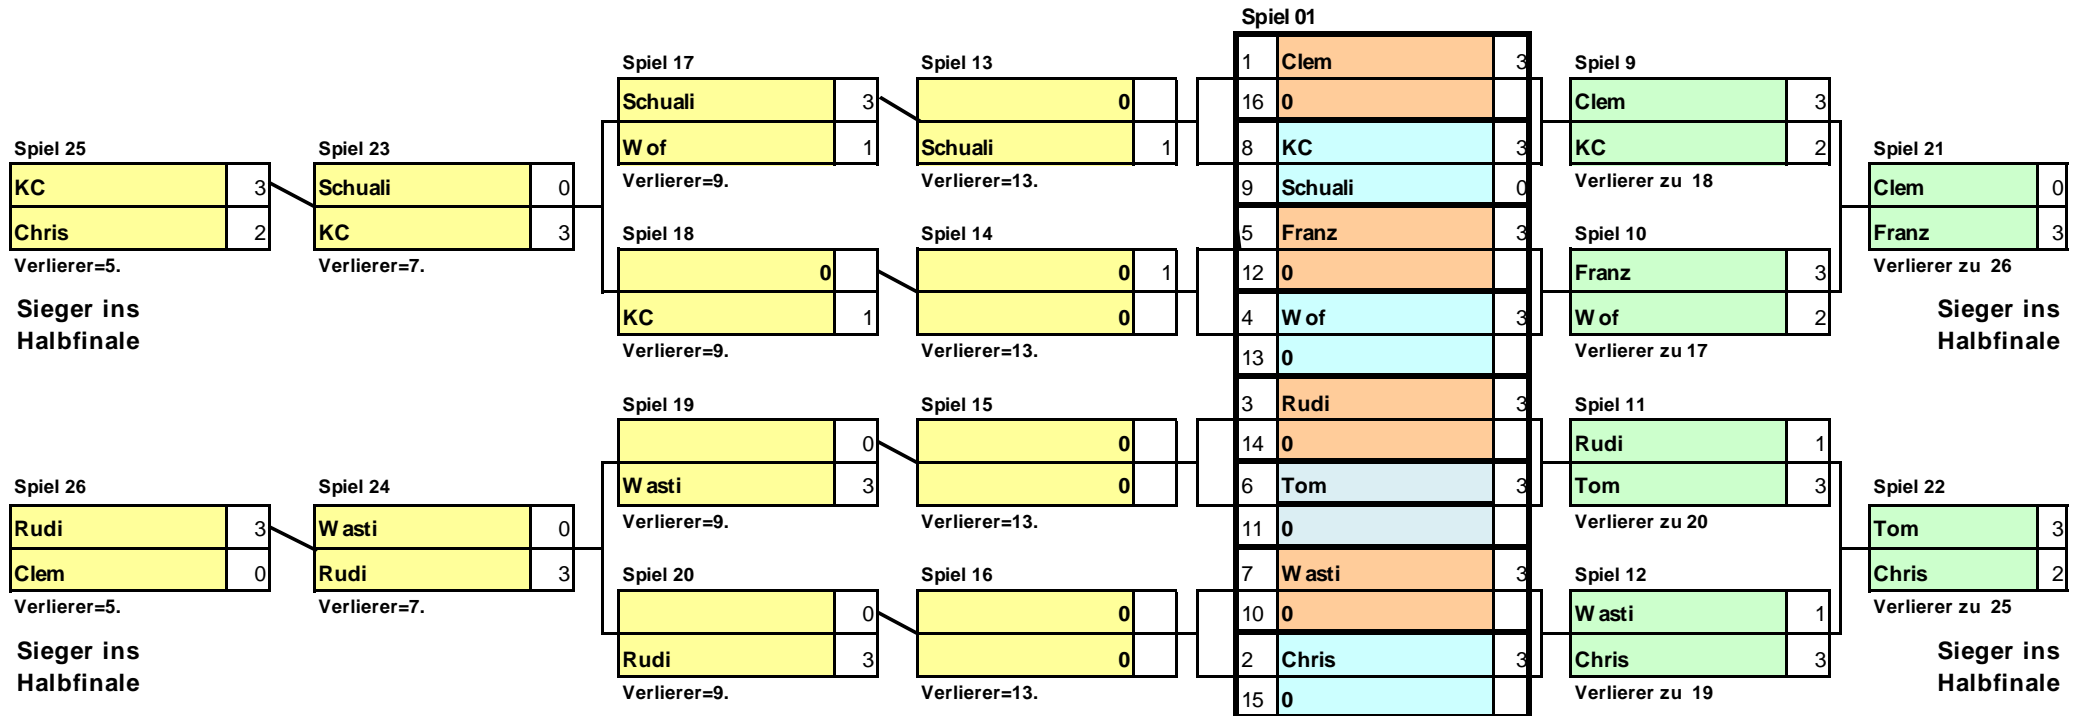 Spiel 01
1 Clem 3
Spiel 17 Spiel 13 Spiel 9
Schuali 3 0 16 0 Clem 3
Spiel 25 Spiel 23 Wof 1 Schuali 1 8 KC 3 KC 2 Spiel 21
KC 3 Schuali 0 Verlierer=9. Verlierer=13. 9 Schuali 0 Verlierer zu 18 Clem 0
Chris 2 KC 3 Spiel 18 Spiel 14 5 Franz 3 Spiel 10 Franz 3
Verlierer=5. Verlierer=7. 0 0 1 12 0 Franz 3 Verlierer zu 26
Sieger ins KC 1 0 4 Wof 3 Wof 2 Sieger ins
Halbfinale Verlierer=9. Verlierer=13. 13 0 Verlierer zu 17 Halbfinale
Spiel 19 Spiel 15 3 Rudi 3 Spiel 11
0 0 14 0 Rudi 1
Spiel 26 Spiel 24 Wasti 3 0 6 Tom 3 Tom 3 Spiel 22
Rudi 3 Wasti 0 Verlierer=9. Verlierer=13. 11 0 Verlierer zu 20 Tom 3
Clem 0 Rudi 3 Spiel 20 Spiel 16 7 Wasti 3 Spiel 12 Chris 2
Verlierer=5. Verlierer=7. 0 0 10 0 Wasti 1 Verlierer zu 25
Sieger ins Rudi 3 0 2 Chris 3 Chris 3 Sieger ins
Halbfinale Verlierer=9. Verlierer=13. 15 0 Verlierer zu 19 Halbfinale